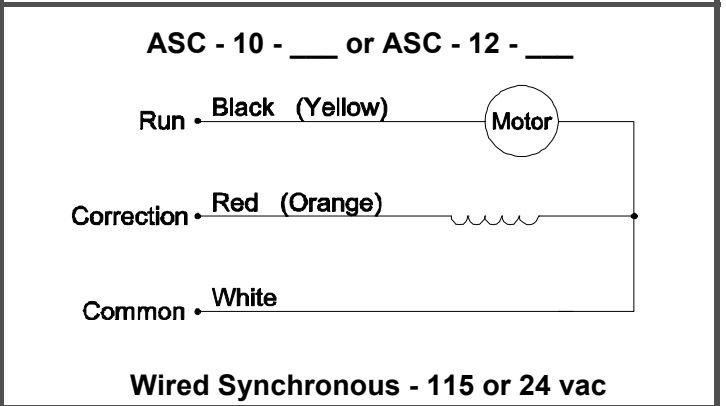 ASC - 10 - ___ or ASC - 12 - ___
Run Black (Yellow) Motor
Correction Red (Orange)
Common White
Wired Synchronous - 115 or 24 vac